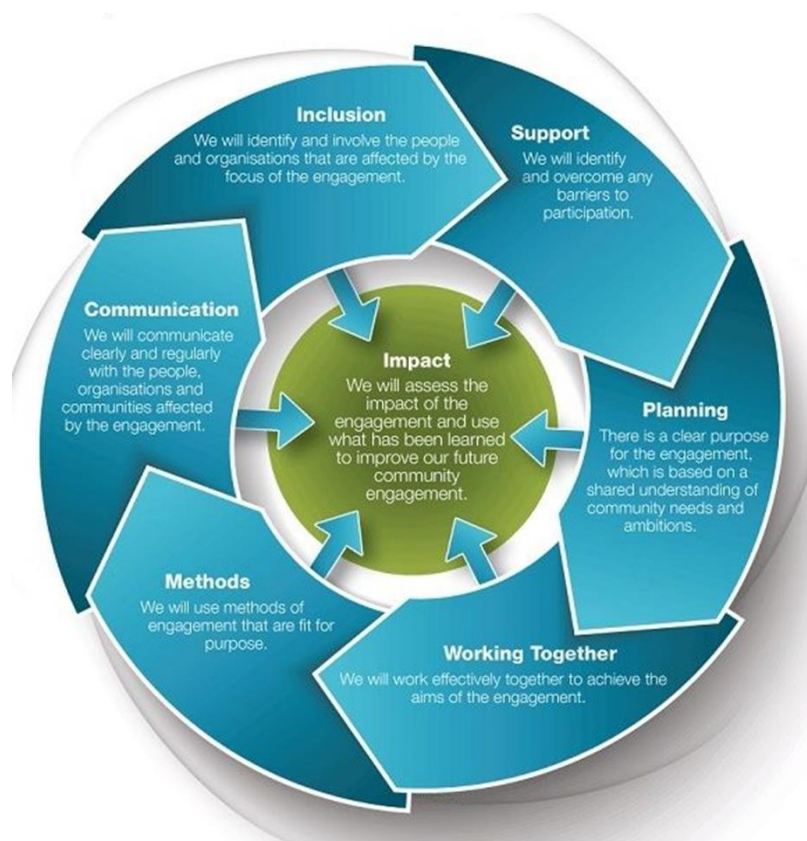 Inclusion
We will identify and involve the people
and organisations that are affected by the
focus of the engagement.
Support
We will identify
and overcome any
barriers to
participation.
Planning
There is a clear purpose
for the engagement,
which is based on a
shared understanding of
community needs and
ambitions.
Working Together
We will work effectively together to achieve the
aims of the engagement.
Methods
We will use methods of
engagement that are fit for
purpose.
Communication
We will communicate
clearly and regularly
with the people,
organisations and
communities affected
by the engagement.
Impact
We will assess the
impact of the
engagement and use
what has been learned
to improve our future
community
engagement.